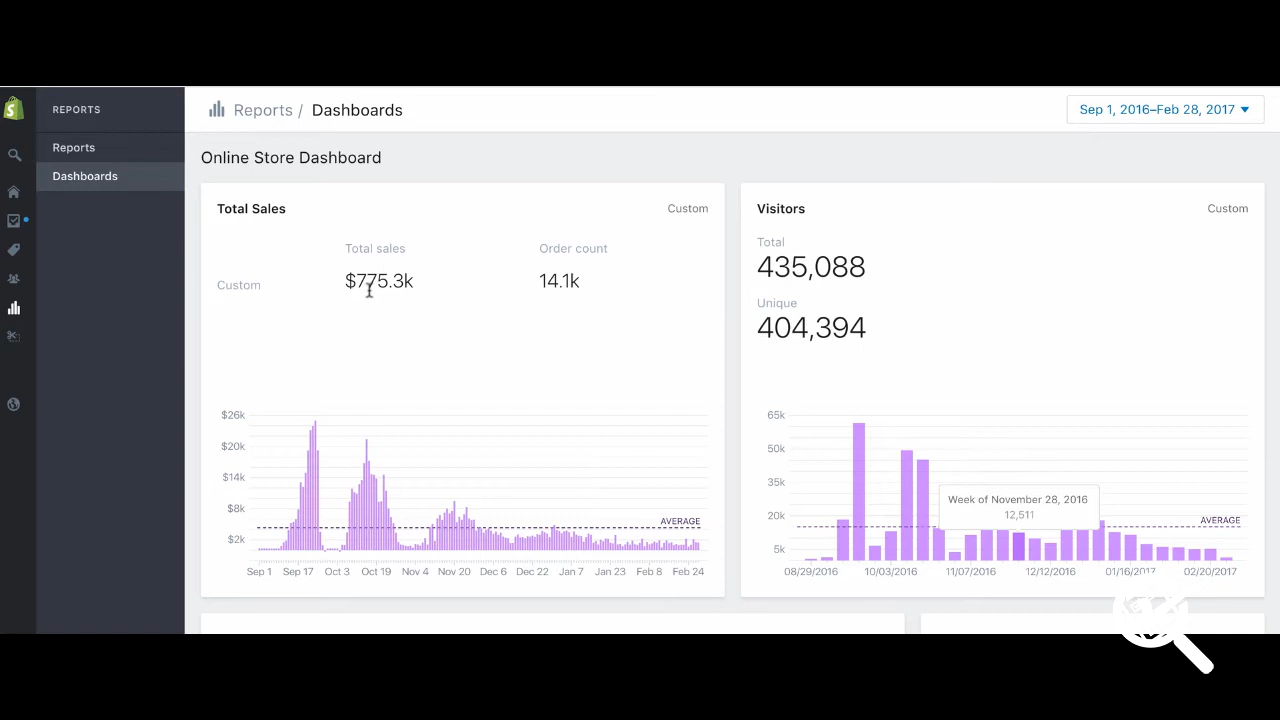 REPORTS
Reports / Dashboards
Sep 1, 2016–Feb 28, 2017
Reports
Dashboards
Online Store Dashboard
Total Sales
Custom
Total sales
Order count
Custom
$775.3k
14.1k
$26k
$20k
$14k
$8k
$2k
AVERAGE
Sep 1 Sep 17 Oct 3 Oct 19 Nov 4 Nov 20 Dec 6 Dec 22 Jan 7 Jan 23 Feb 8 Feb 24
Visitors
Custom
Total
435,088
Unique
404,394
65k
50k
35k
20k
5k
Week of November 28, 2016
12,511
AVERAGE
08/29/2016 10/03/2016 11/07/2016 12/12/2016 01/16/2017 02/20/2017